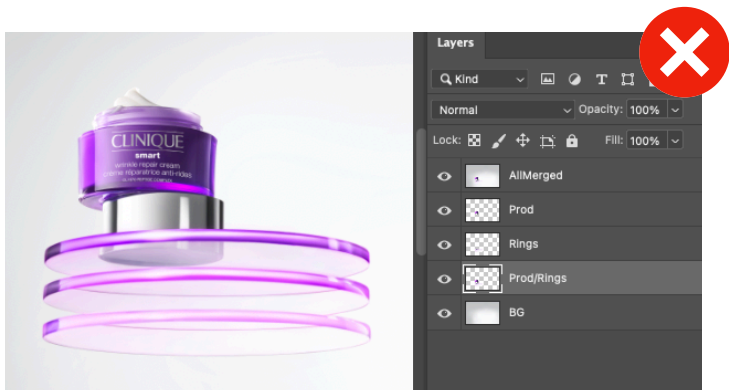 Layers
Kind
Normal
Opacity: 100%
Lock:
Fill: 100%
AllMerged
Prod
Rings
Prod/Rings
BG
CLINIQUE
smart
wrinkle repair cream
crème réparatrice anti-rides